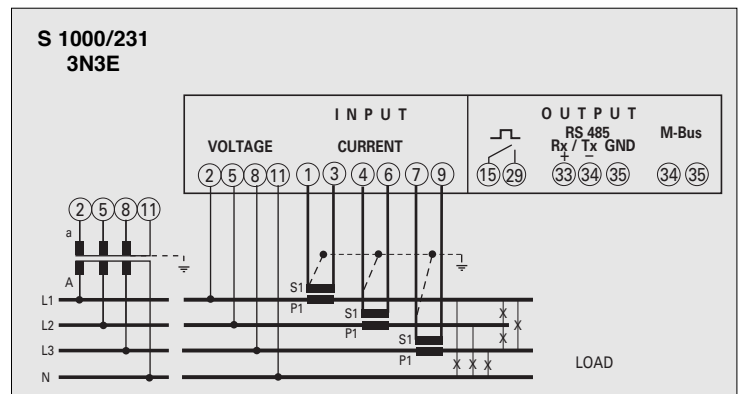 S 1000/231
3N3E
INPUT
OUTPUT
VOLTAGE
CURRENT
RS 485
Rx / Tx GND
+ −
M-Bus
2 5 8 11 1 3 4 6 7 9 15 29 33 34 35 34 35
2 5 8 11
a
A
S1
P1
L1
S1
P1
L2
S1
P1
L3
N
LOAD
X X X X X